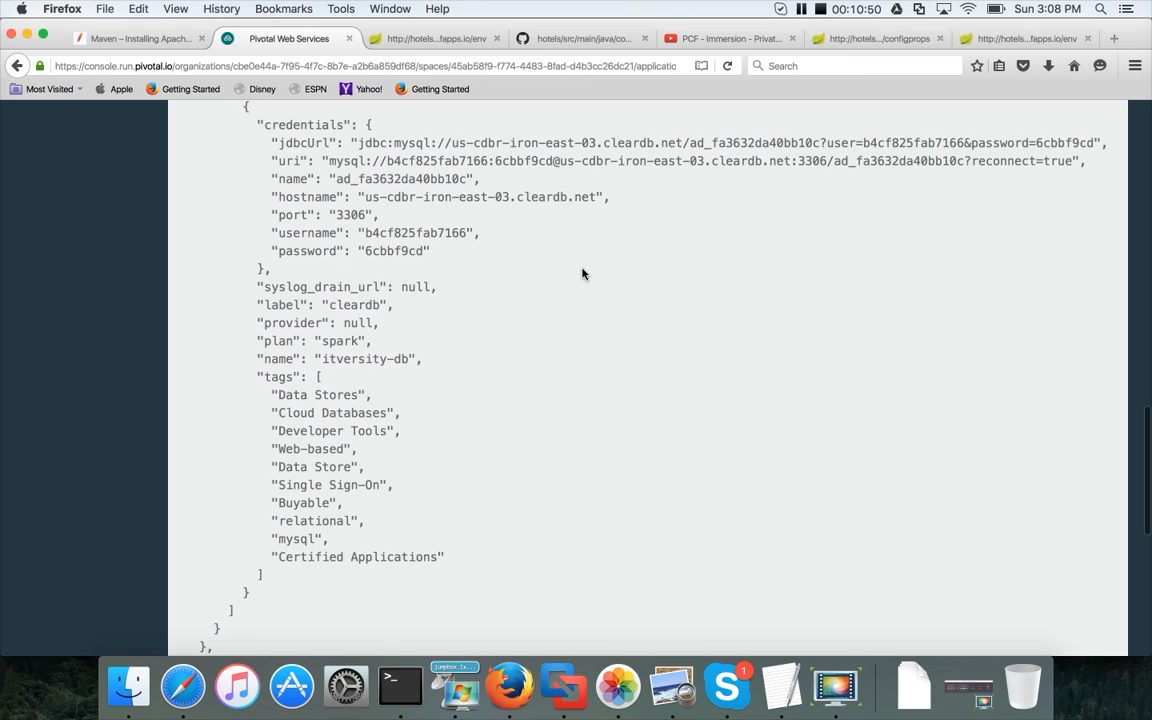 Firefox File Edit View History Bookmarks Tools Window Help 00:10:50 Sun 3:08 PM
Maven – Installing Apach... Pivotal Web Services http://hotels...fapps.io/env hotels/src/main/java/co... PCF - Immersion - Privat... http://hotels.../configprops http://hotels...fapps.io/env
https://console.run.pivotal.io/organizations/cbe0e44a-7f95-4f7c-8b7e-a2b6a859df68/spaces/45ab58f9-f774-4483-8fad-d4b3cc26dc21/applicatio Search
Most Visited Apple Getting Started Disney ESPN Yahoo! Getting Started
{
"credentials": {
"jdbcUrl": "jdbc:mysql://us-cdbr-iron-east-03.cleardb.net/ad_fa3632da40bb10c?user=b4cf825fab7166&password=6cbbf9cd",
"uri": "mysql://b4cf825fab7166:6cbbf9cd@us-cdbr-iron-east-03.cleardb.net:3306/ad_fa3632da40bb10c?reconnect=true",
"name": "ad_fa3632da40bb10c",
"hostname": "us-cdbr-iron-east-03.cleardb.net",
"port": "3306",
"username": "b4cf825fab7166",
"password": "6cbbf9cd"
},
"syslog_drain_url": null,
"label": "cleardb",
"provider": null,
"plan": "spark",
"name": "itversity-db",
"tags": [
"Data Stores",
"Cloud Databases",
"Developer Tools",
"Web-based",
"Data Store",
"Single Sign-On",
"Buyable",
"relational",
"mysql",
"Certified Applications"
]
}
]
}
},
jumpbox.1x...
1